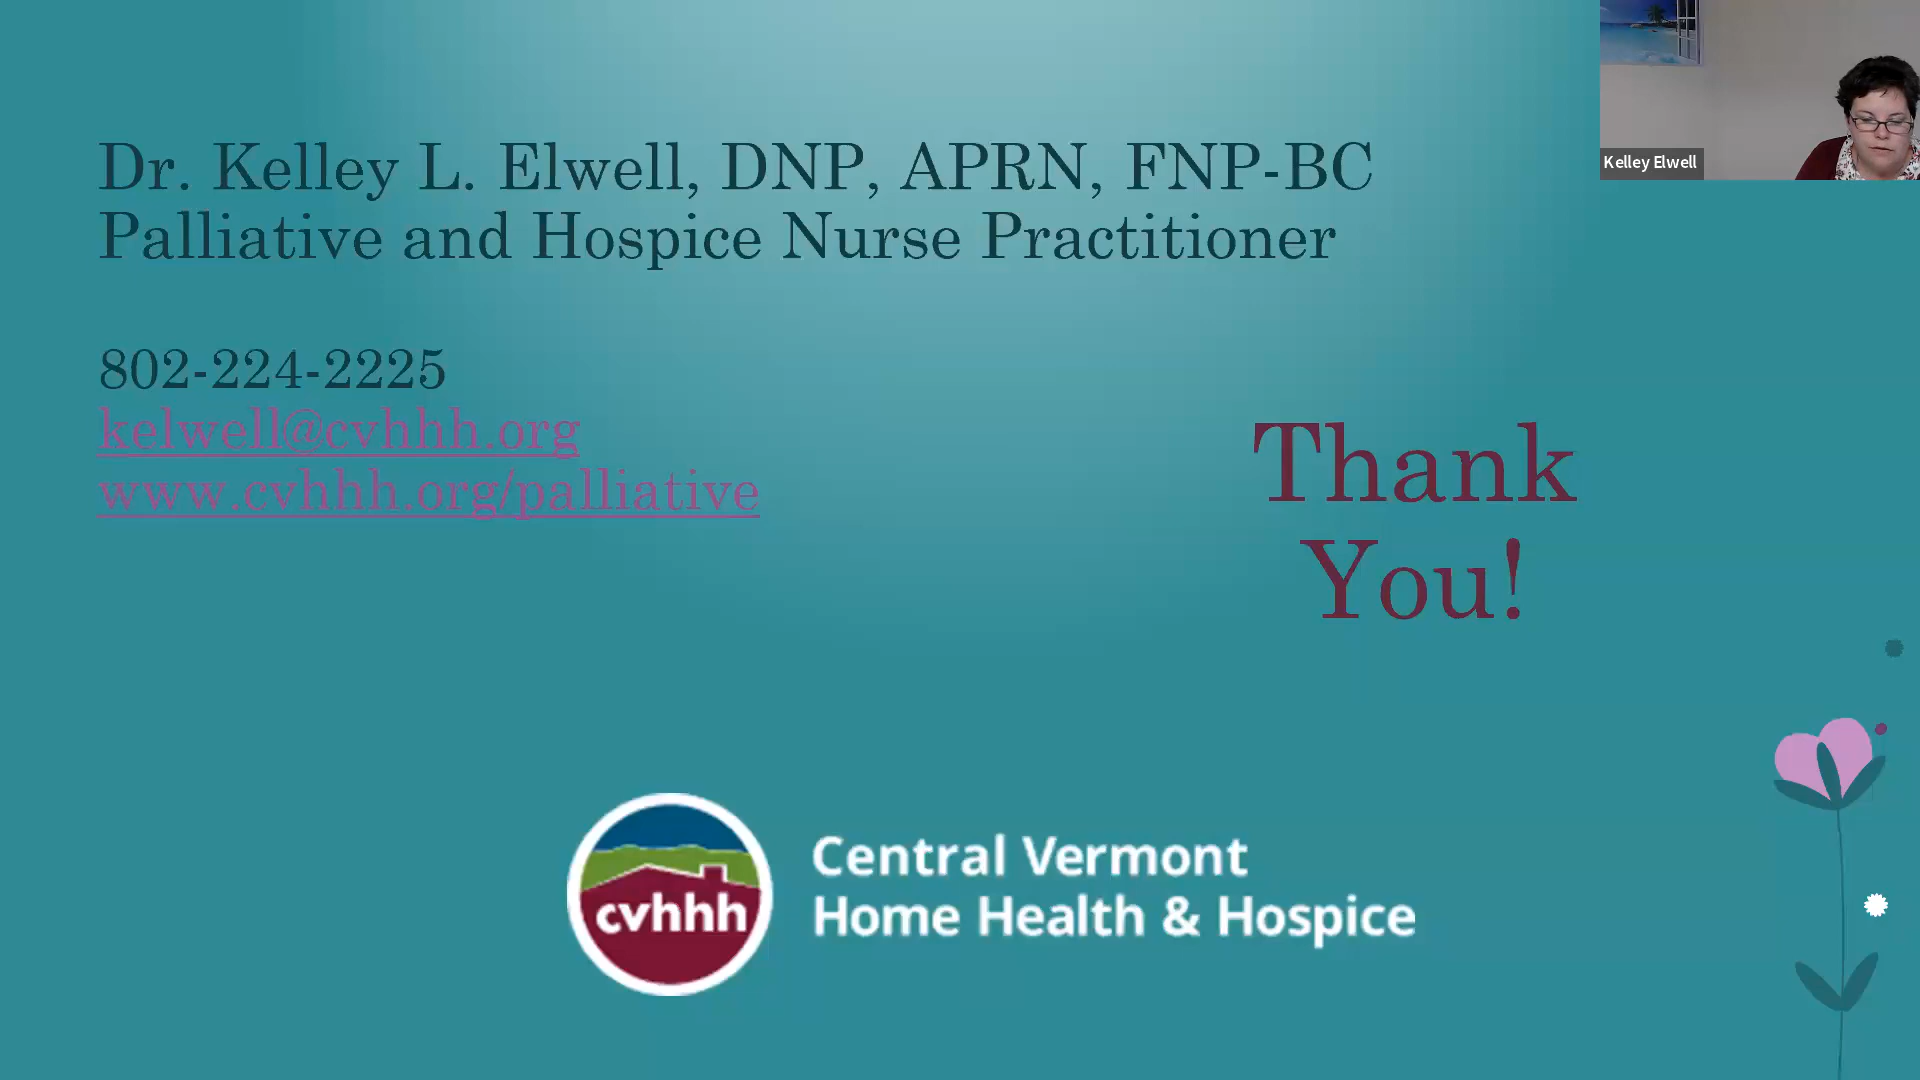 Dr. Kelley L. Elwell, DNP, APRN, FNP-BC
Palliative and Hospice Nurse Practitioner
802-224-2225
kelwell@cvhhh.org
www.cvhhh.org/palliative
Thank
You!
cvhhh
Central Vermont
Home Health & Hospice
Kelley Elwell